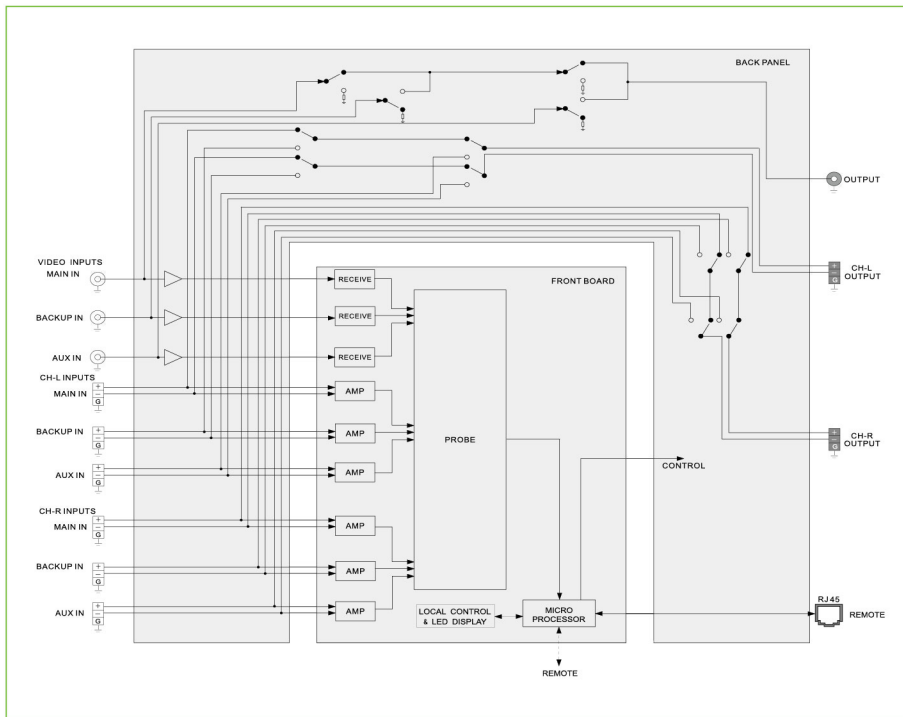 BACK PANEL
OUTPUT
VIDEO INPUTS
MAIN IN
BACKUP IN
AUX IN
CH-L INPUTS
+
MAIN IN
−
G
BACKUP IN
+
−
G
AUX IN
+
−
G
CH-R INPUTS
+
MAIN IN
−
G
BACKUP IN
+
−
G
AUX IN
+
−
G
FRONT BOARD
RECEIVE
RECEIVE
RECEIVE
AMP
AMP
AMP
AMP
AMP
AMP
PROBE
LOCAL CONTROL
& LED DISPLAY
MICRO
PROCESSOR
REMOTE
CONTROL
+
−
G
CH-L
OUTPUT
+
−
G
CH-R
OUTPUT
RJ45
REMOTE